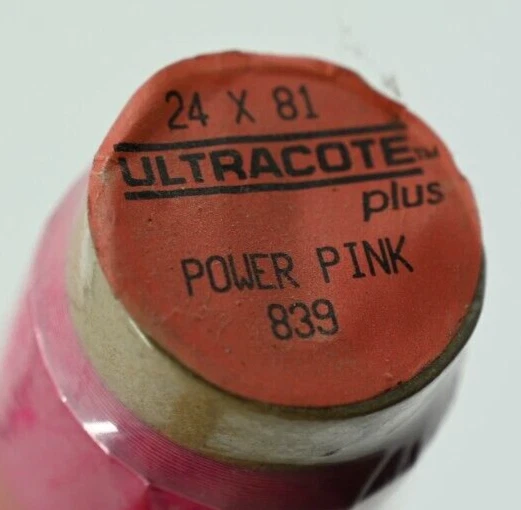 24 X 81
ULTRACOTE™
plus
POWER PINK
839